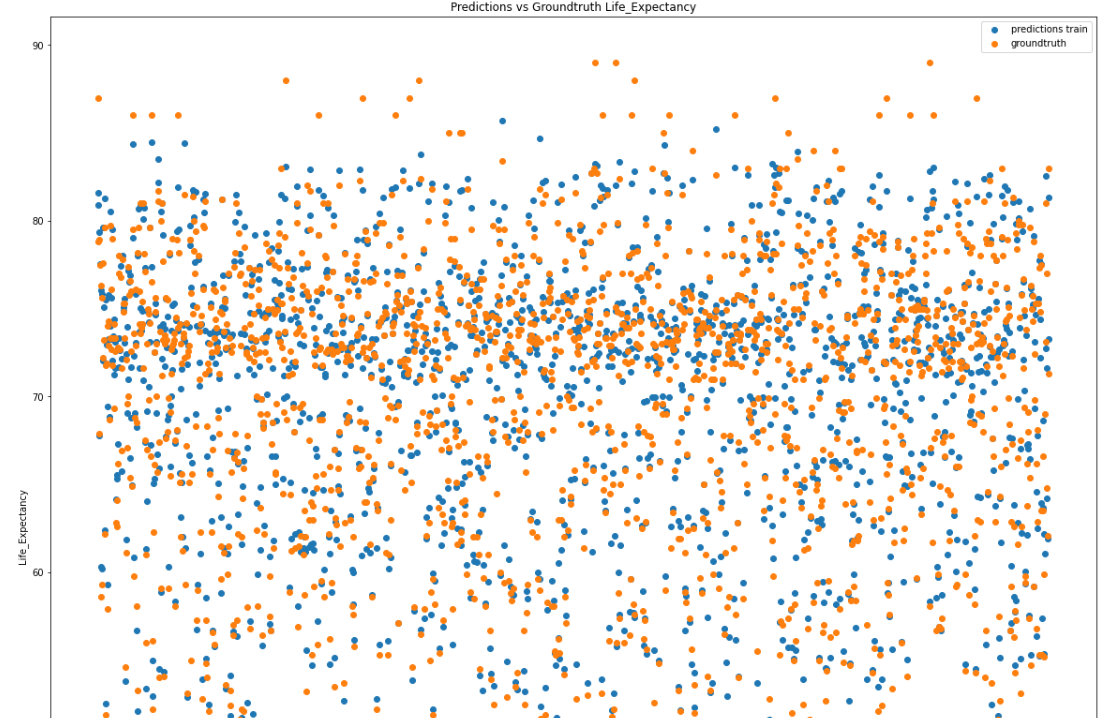 Predictions vs Groundtruth Life_Expectancy
predictions train
groundtruth
90
80
70
60
Life_Expectancy